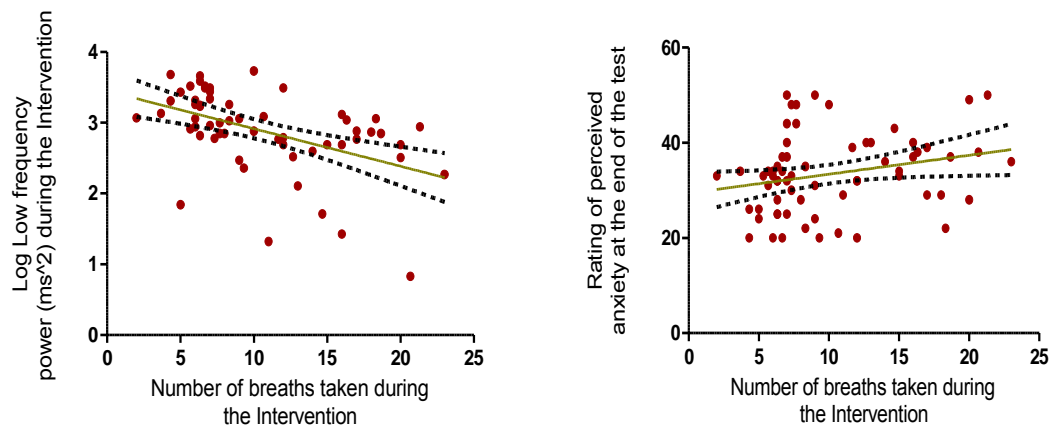 Log Low frequency
power (ms^2) during the Intervention
4
3
2
1
0
0 5 10 15 20 25
Number of breaths taken during
the Intervention
Rating of perceived
anxiety at the end of the test
60
40
20
0
0 5 10 15 20 25
Number of breaths taken during
the Intervention